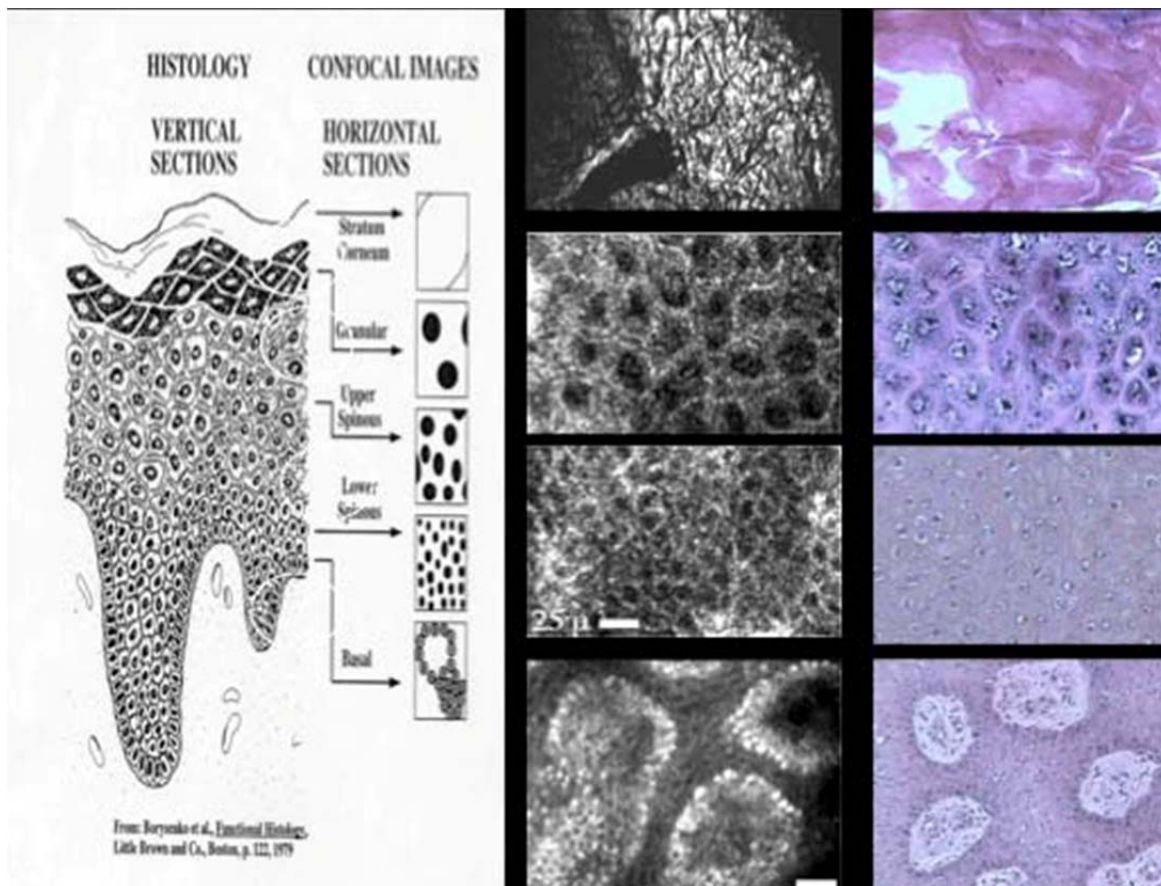 HISTOLOGY
CONFOCAL IMAGES
VERTICAL
SECTIONS
HORIZONTAL
SECTIONS
Stratum
Corneum
Granular
Upper
Spinous
Lower
Spinous
Basal
25 μ
From: Borysenko et al., Functional Histology,
Little Brown and Co., Boston, p. 122, 1979